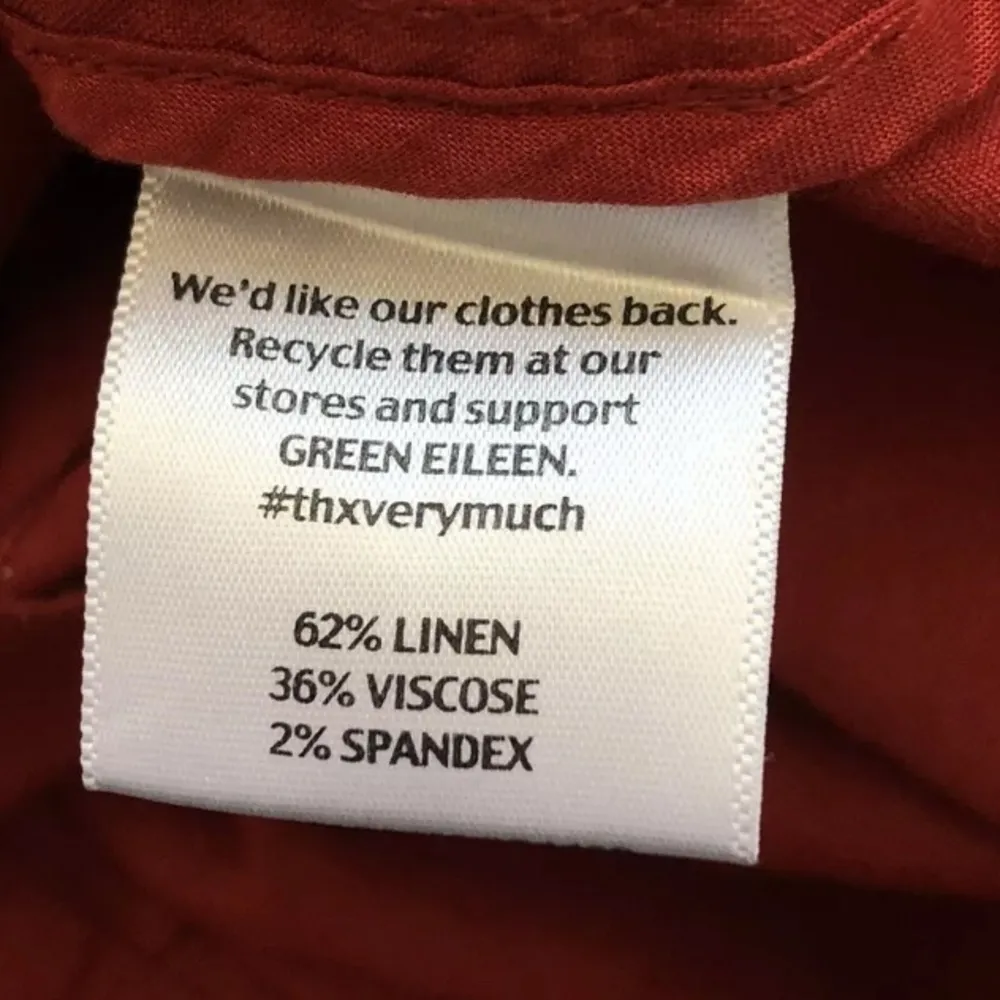 We'd like our clothes back.
Recycle them at our
stores and support
GREEN EILEEN.
#thxverymuch
62% LINEN
36% VISCOSE
2% SPANDEX